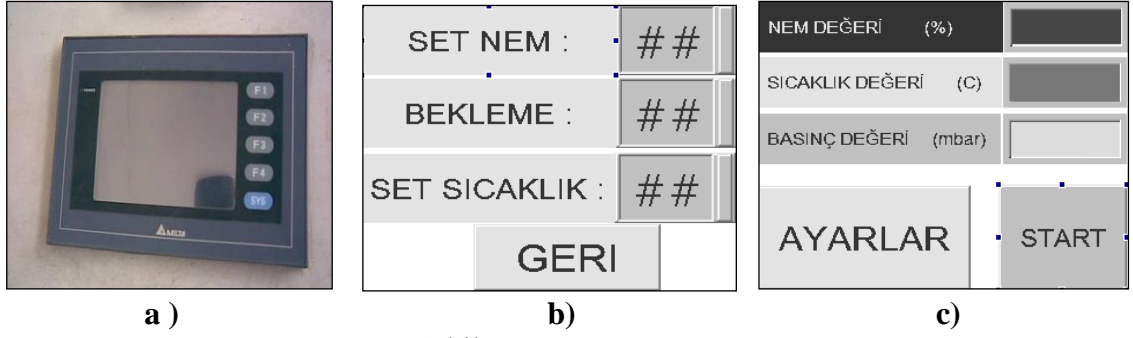 F1
F2
F3
F4
SYS
DELTA
SET NEM : ##
BEKLEME : ##
SET SICAKLIK : ##
GERI
NEM DEĞERİ (%)
SICAKLIK DEĞERİ (C)
BASINÇ DEĞERİ (mbar)
AYARLAR
START
a )
b)
c)